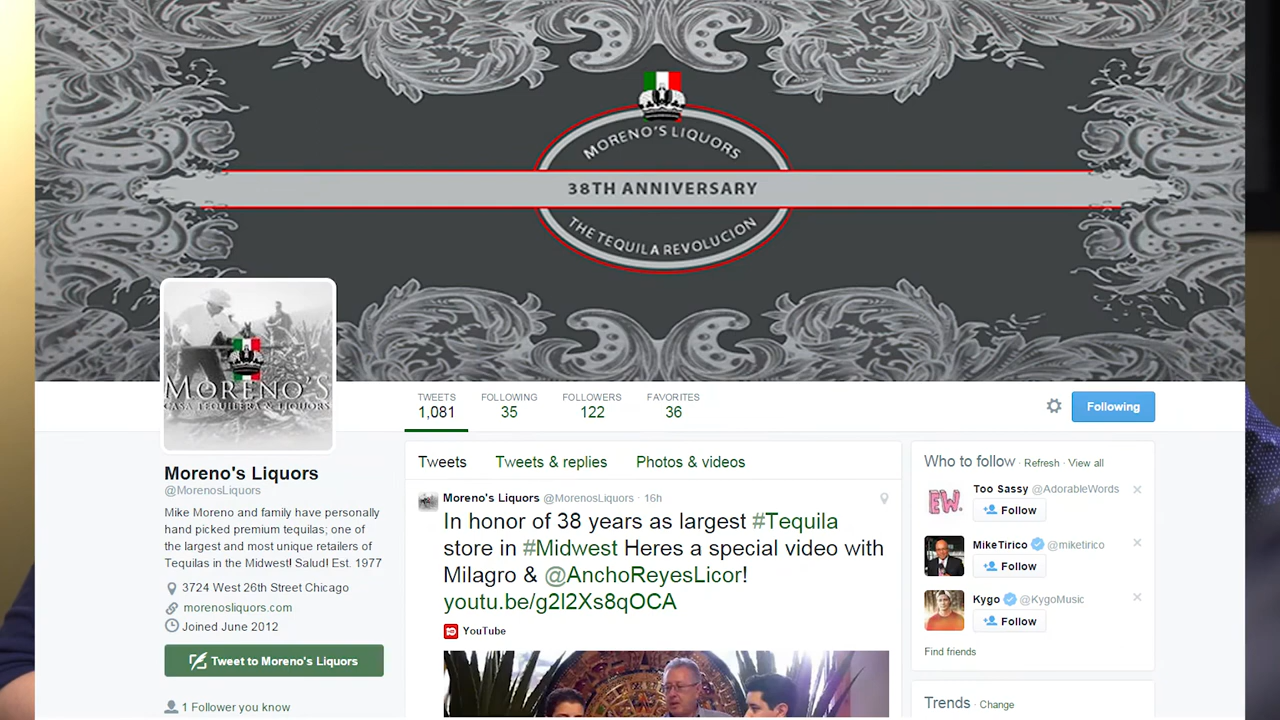 MORENO'S LIQUORS
38TH ANNIVERSARY
THE TEQUILA REVOLUCION
MORENO'S
CASA TEQUILERA & LIQUORS
TWEETS
1,081
FOLLOWING
35
FOLLOWERS
122
FAVORITES
36
Following
Moreno's Liquors
@MorenosLiquors
Mike Moreno and family have personally
hand picked premium tequilas; one of
the largest and most unique retailers of
Tequilas in the Midwest! Salud! Est. 1977
3724 West 26th Street Chicago
morenosliquors.com
Joined June 2012
Tweet to Moreno's Liquors
1 Follower you know
Tweets
Tweets & replies
Photos & videos
Moreno's Liquors @MorenosLiquors · 16h
In honor of 38 years as largest #Tequila
store in #Midwest Heres a special video with
Milagro & @AnchoReyesLicor!
youtu.be/g2l2Xs8qOCA
YouTube
Who to follow · Refresh · View all
EW.
Too Sassy @AdorableWords
Follow
MikeTirico @miketirico
Follow
Kygo @KygoMusic
Follow
Find friends
Trends · Change